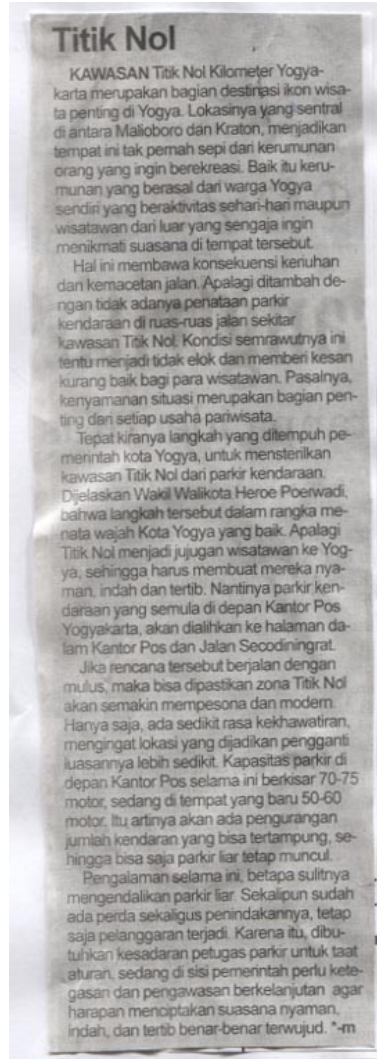 Titik Nol
KAWASAN Titik Nol Kilometer Yogya-
karta merupakan bagian destinasi ikon wisa-
ta penting di Yogya. Lokasinya yang sentral
di antara Malioboro dan Kraton, menjadikan
tempat ini tak pernah sepi dari kerumunan
orang yang ingin berekreasi. Baik itu keru-
munan yang berasal dari warga Yogya
sendiri yang beraktivitas sehari-hari maupun
wisatawan dari luar yang sengaja ingin
menikmati suasana di tempat tersebut.
Hal ini membawa konsekuensi keriuhan
dan kemacetan jalan. Apalagi ditambah de-
ngan tidak adanya penataan parkir
kendaraan di ruas-ruas jalan sekitar
kawasan Titik Nol. Kondisi semrawutnya ini
tentu menjadi tidak elok dan memberi kesan
kurang baik bagi para wisatawan. Pasalnya,
kenyamanan situasi merupakan bagian pen-
ting dari setiap usaha pariwisata.
Tepat kiranya langkah yang ditempuh pe-
merintah kota Yogya, untuk mensterilkan
kawasan Titik Nol dari parkir kendaraan.
Dijelaskan Wakil Walikota Heroe Poerwadi,
bahwa langkah tersebut dalam rangka me-
nata wajah Kota Yogya yang baik. Apalagi
Titik Nol menjadi jujugan wisatawan ke Yog-
ya, sehingga harus membuat mereka nya-
man, indah dan tertib. Nantinya parkir ken-
daraan yang semula di depan Kantor Pos
Yogyakarta, akan dialihkan ke halaman da-
lam Kantor Pos dan Jalan Secodiningrat.
Jika rencana tersebut berjalan dengan
mulus, maka bisa dipastikan zona Titik Nol
akan semakin mempesona dan modern.
Hanya saja, ada sedikit rasa kekhawatiran,
mengingat lokasi yang dijadikan pengganti
luasannya lebih sedikit. Kapasitas parkir di
depan Kantor Pos selama ini berkisar 70-75
motor, sedang di tempat yang baru 50-60
motor. Itu artinya akan ada pengurangan
jumlah kendaran yang bisa tertampung, se-
hingga bisa saja parkir liar tetap muncul.
Pengalaman selama ini, betapa sulitnya
mengendalikan parkir liar. Sekalipun sudah
ada perda sekaligus penindakannya, tetap
saja pelanggaran terjadi. Karena itu, dibu-
tuhkan kesadaran petugas parkir untuk taat
aturan, sedang di sisi pemerintah perlu kete-
gasan dan pengawasan berkelanjutan agar
harapan menciptakan suasana nyaman,
indah, dan tertib benar-benar terwujud. *-m